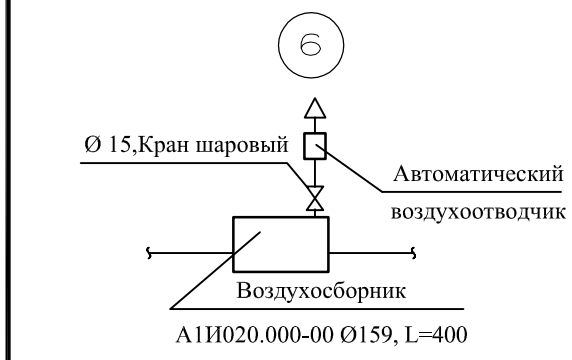 6
Ø 15,Кран шаровый
Автоматический
воздухоотводчик
Воздухосборник
А1И020.000-00 Ø159, L=400